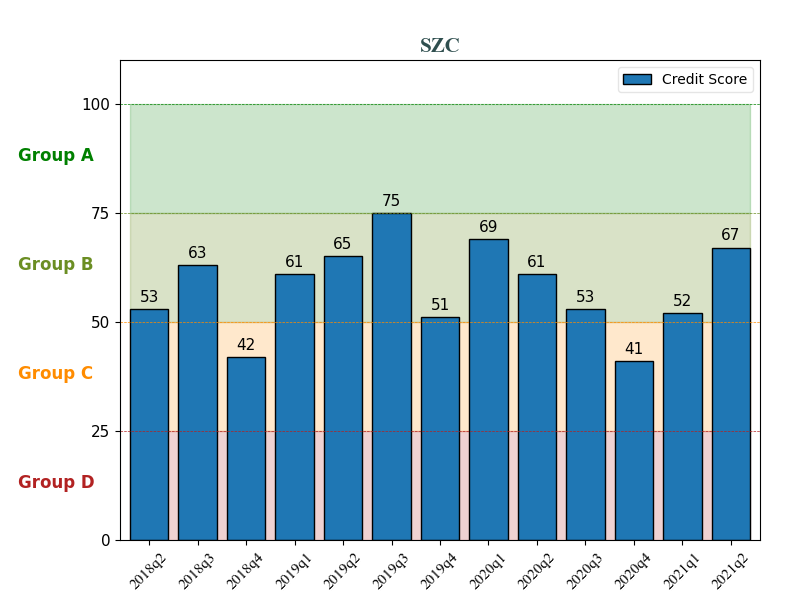 SZC
Credit Score
100
Group A
75
75
69
67
65
63
61
61
Group B
53
53
52
51
50
42
41
Group C
25
Group D
0
2018q2
2018q3
2018q4
2019q1
2019q2
2019q3
2019q4
2020q1
2020q2
2020q3
2020q4
2021q1
2021q2